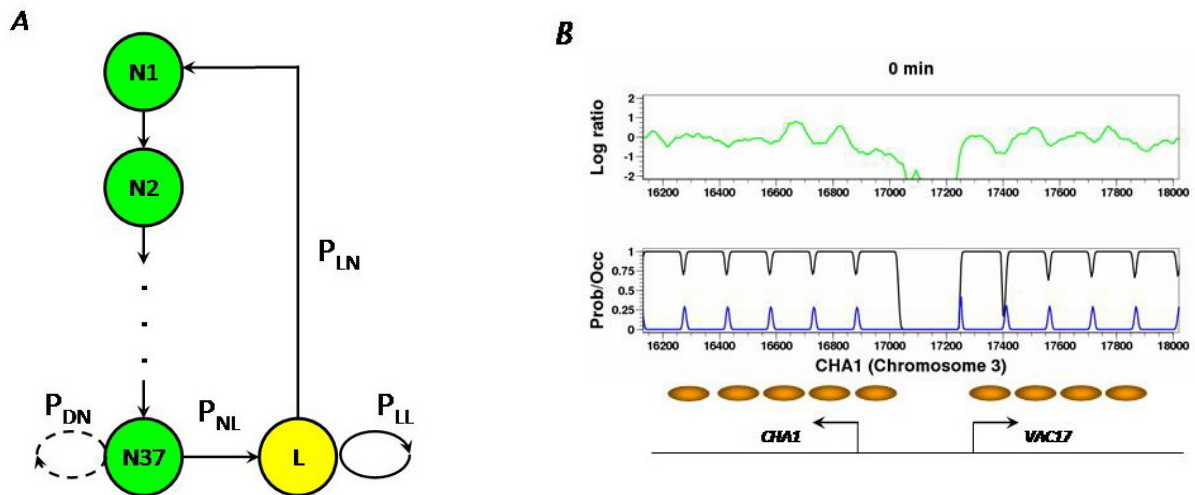 A
N1
N2
P_LN
P_DN
P_NL
P_LL
N37
L
B
0 min
Log ratio
2
1
0
-1
-2
16200 16400 16600 16800 17000 17200 17400 17600 17800 18000
Prob/Occ
1
0.75
0.5
0.25
0
16200 16400 16600 16800 17000 17200 17400 17600 17800 18000
CHA1 (Chromosome 3)
CHA1 VAC17